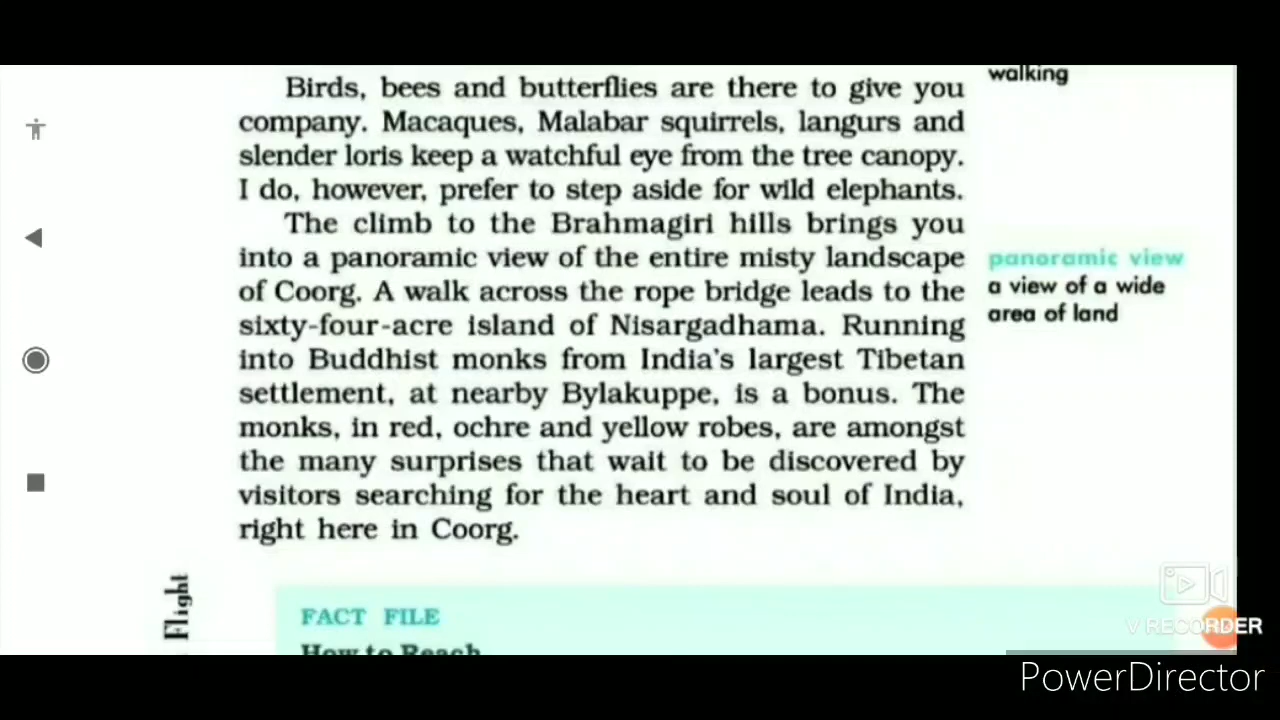 walking
Birds, bees and butterflies are there to give you
company. Macaques, Malabar squirrels, langurs and
slender loris keep a watchful eye from the tree canopy.
I do, however, prefer to step aside for wild elephants.
The climb to the Brahmagiri hills brings you
into a panoramic view of the entire misty landscape
of Coorg. A walk across the rope bridge leads to the
sixty-four-acre island of Nisargadhama. Running
into Buddhist monks from India's largest Tibetan
settlement, at nearby Bylakuppe, is a bonus. The
monks, in red, ochre and yellow robes, are amongst
the many surprises that wait to be discovered by
visitors searching for the heart and soul of India,
right here in Coorg.
panoramic view
a view of a wide
area of land
Flight
FACT FILE
How to Reach
V RECORDER
PowerDirector